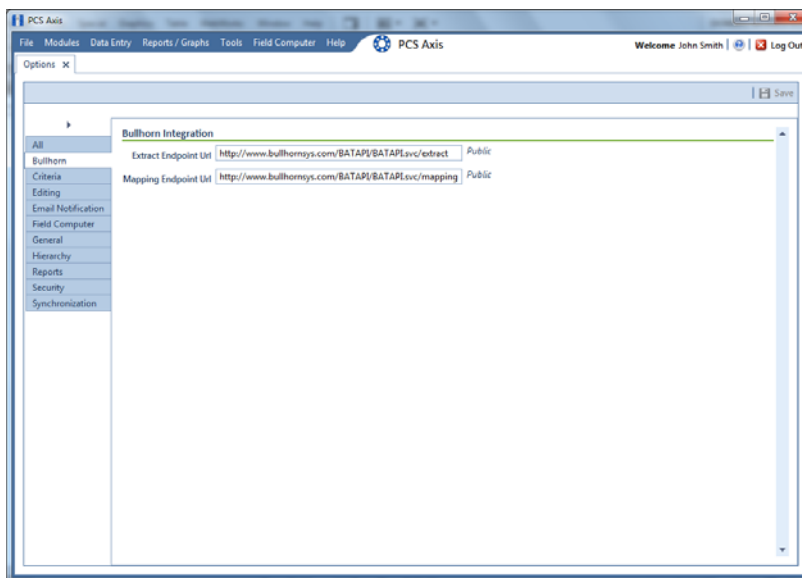 PCS Axis
File Modules Data Entry Reports / Graphs Tools Field Computer Help PCS Axis Welcome John Smith Log Out
Options
Save
All
Bullhorn
Criteria
Editing
Email Notification
Field Computer
General
Hierarchy
Reports
Security
Synchronization
Bullhorn Integration
Extract Endpoint Url http://www.bullhornsys.com/BATAPI/BATAPI.svc/extract Public
Mapping Endpoint Url http://www.bullhornsys.com/BATAPI/BATAPI.svc/mapping Public